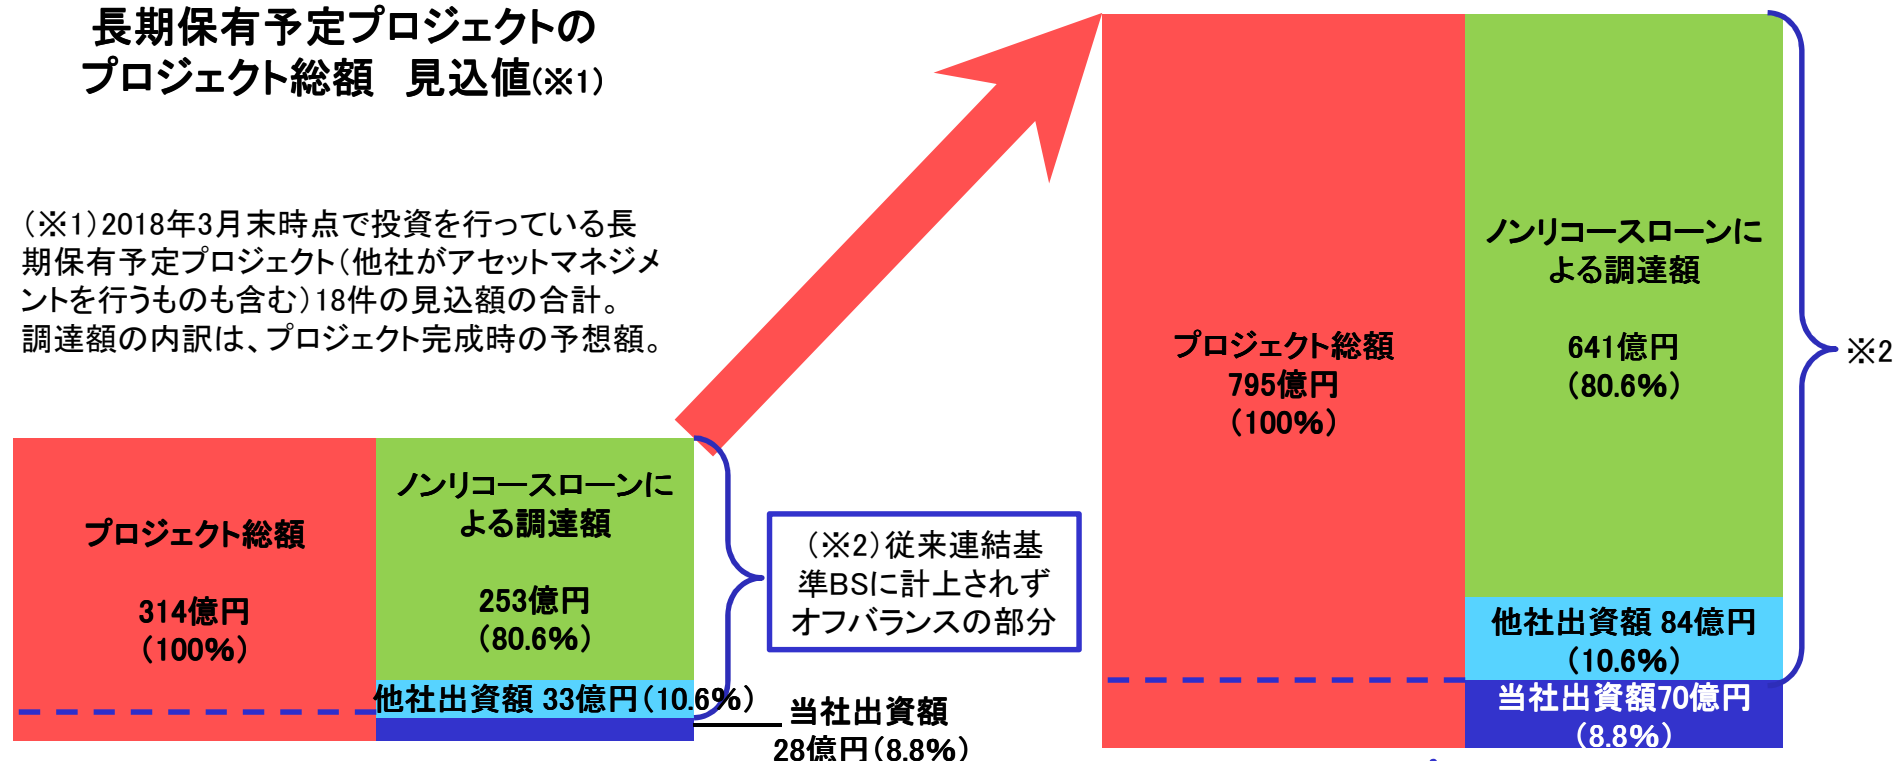 長期保有予定プロジェクトの
プロジェクト総額　見込値(※1)
（※1）2018年3月末時点で投資を行っている長
期保有予定プロジェクト（他社がアセットマネジメ
ントを行うものも含む）18件の見込額の合計。
調達額の内訳は、プロジェクト完成時の予想額。
プロジェクト総額
314億円
（100%）
ノンリコースローンに
よる調達額
253億円
（80.6%）
他社出資額 33億円（10.6%）
当社出資額
28億円（8.8%）
（※2）従来連結基
準BSに計上されず
オフバランスの部分
プロジェクト総額
795億円
（100%）
ノンリコースローンに
よる調達額
641億円
（80.6%）
他社出資額 84億円
（10.6%）
当社出資額70億円
（8.8%）
※2